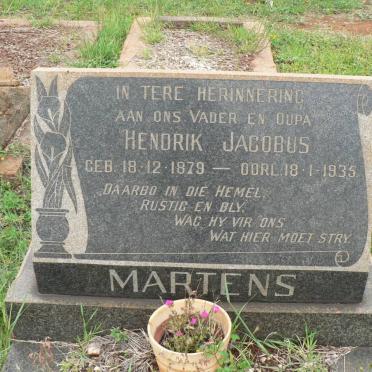 IN TERE HERINNERING
AAN ONS VADER EN OUPA
HENDRIK JACOBUS
GEB. 18-12-1879 — OORL. 18-1-1935.
DAARBO IN DIE HEMEL,
RUSTIG EN BLY,
WAG HY VIR ONS
WAT HIER MOET STRY.
MARTENS